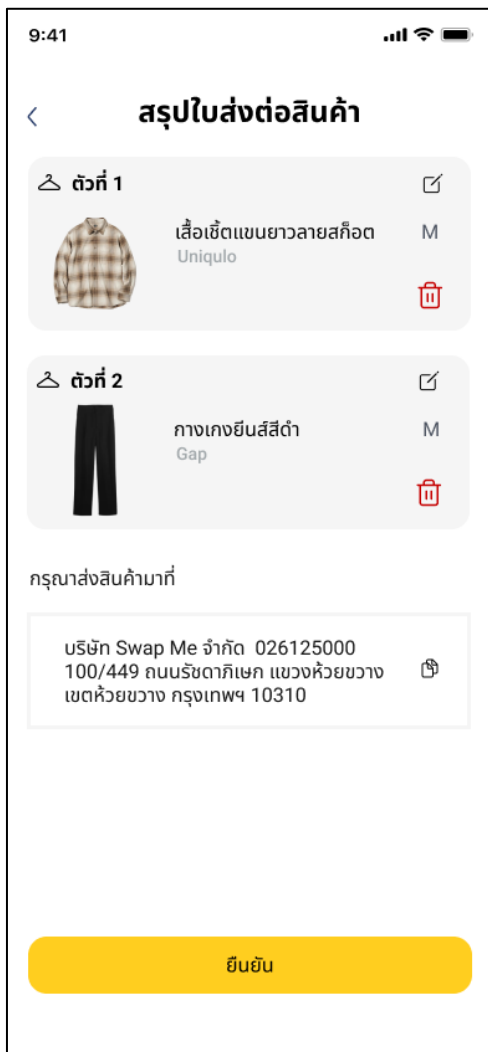 9:41
สรุปใบส่งต่อสินค้า
ตัวที่ 1
เสื้อเชิ้ตแขนยาวลายสก็อต
M
Uniqulo
ตัวที่ 2
กางเกงยีนส์สีดำ
M
Gap
กรุณาส่งสินค้ามาที่
บริษัท Swap Me จำกัด 026125000
100/449 ถนนรัชดาภิเษก แขวงห้วยขวาง
เขตห้วยขวาง กรุงเทพฯ 10310
ยืนยัน